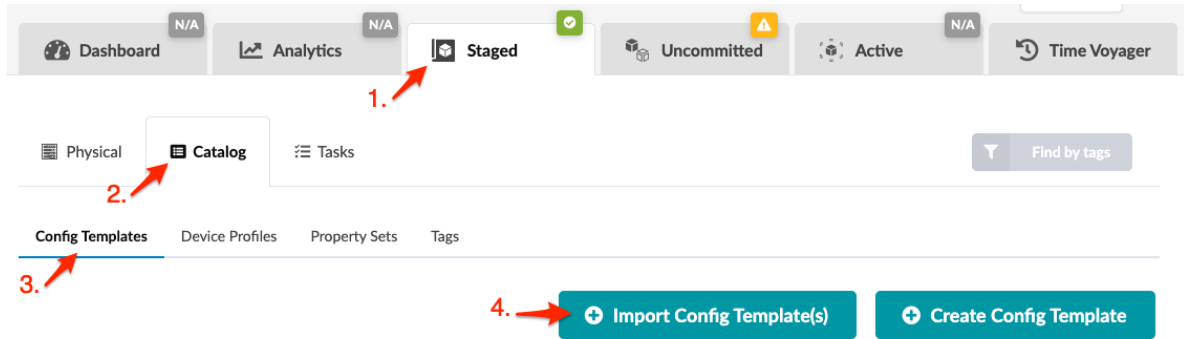 N/A N/A N/A
Dashboard Analytics Staged Uncommitted Active Time Voyager
1.
Physical Catalog Tasks Find by tags
2.
Config Templates Device Profiles Property Sets Tags
3.
4. Import Config Template(s) Create Config Template